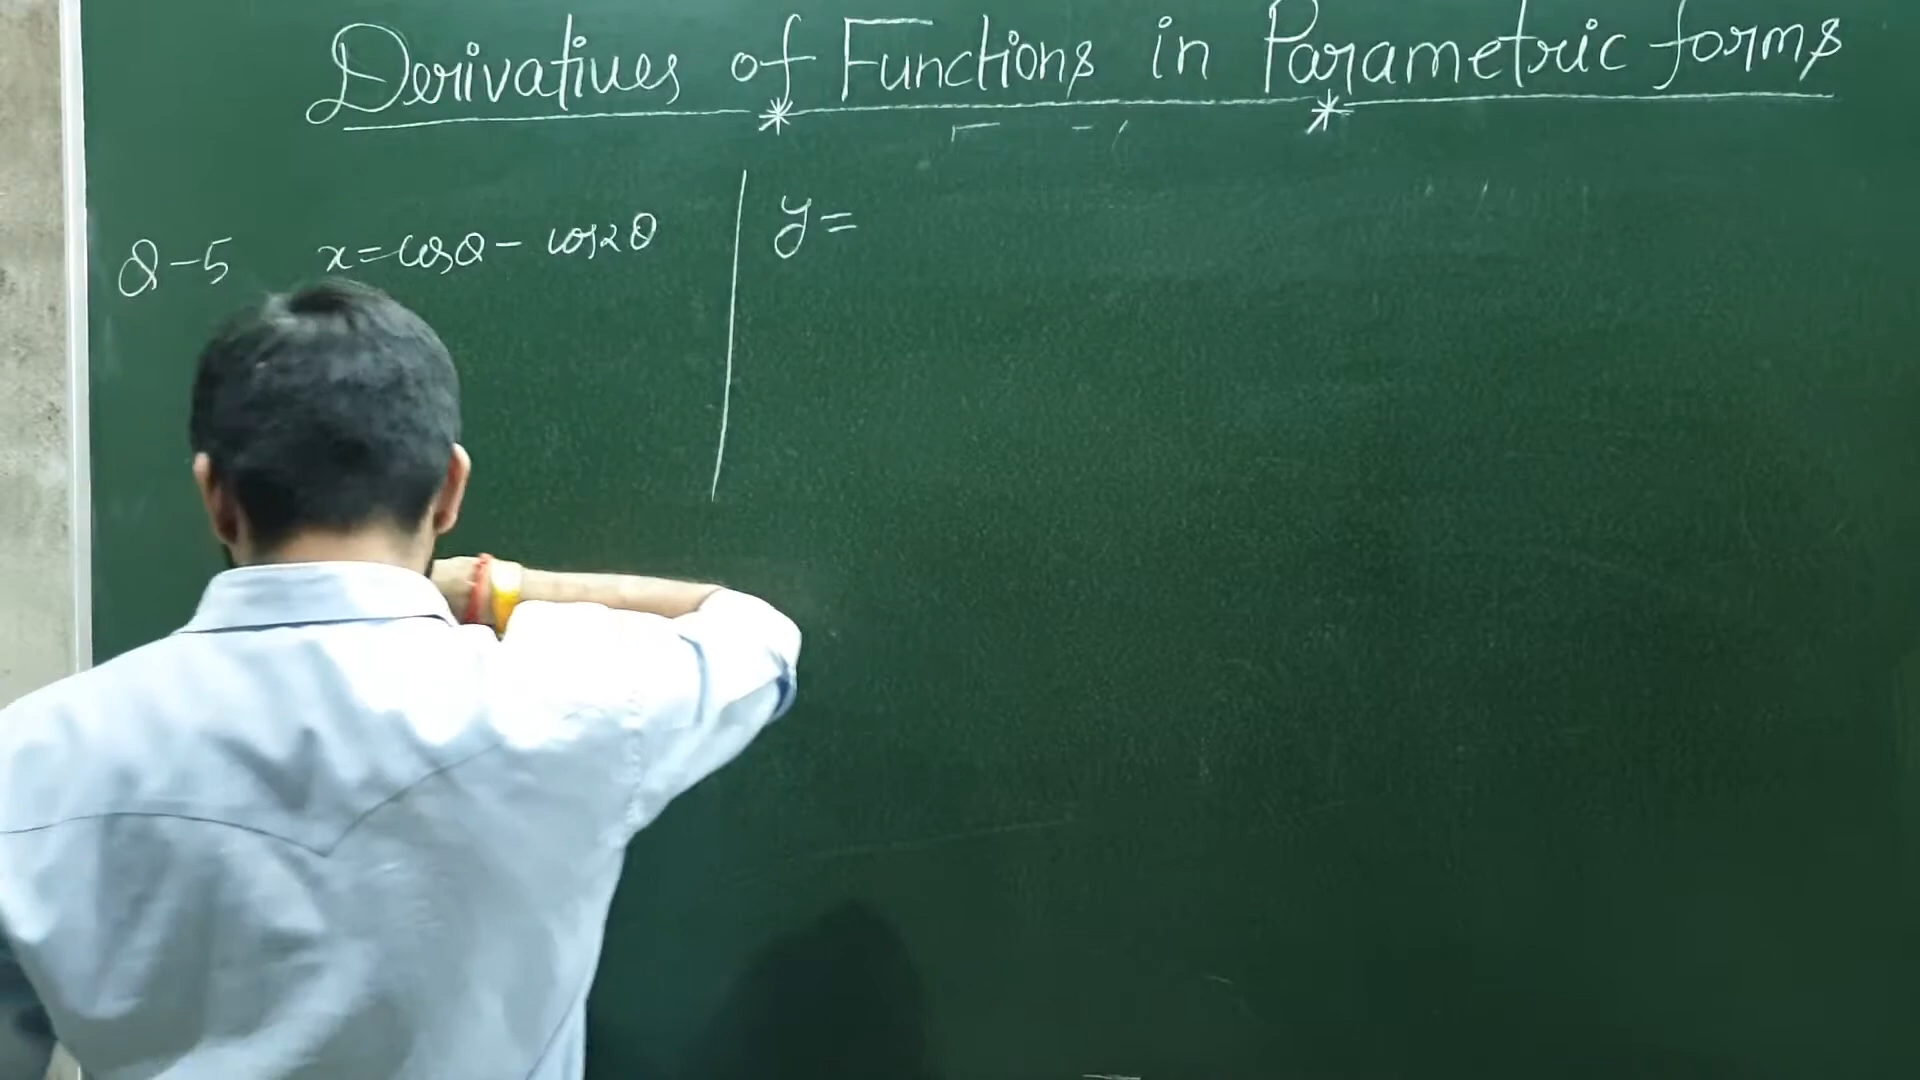 Derivatives of Functions in Parametric forms
Q-5 x = cosθ - cos2θ
y =